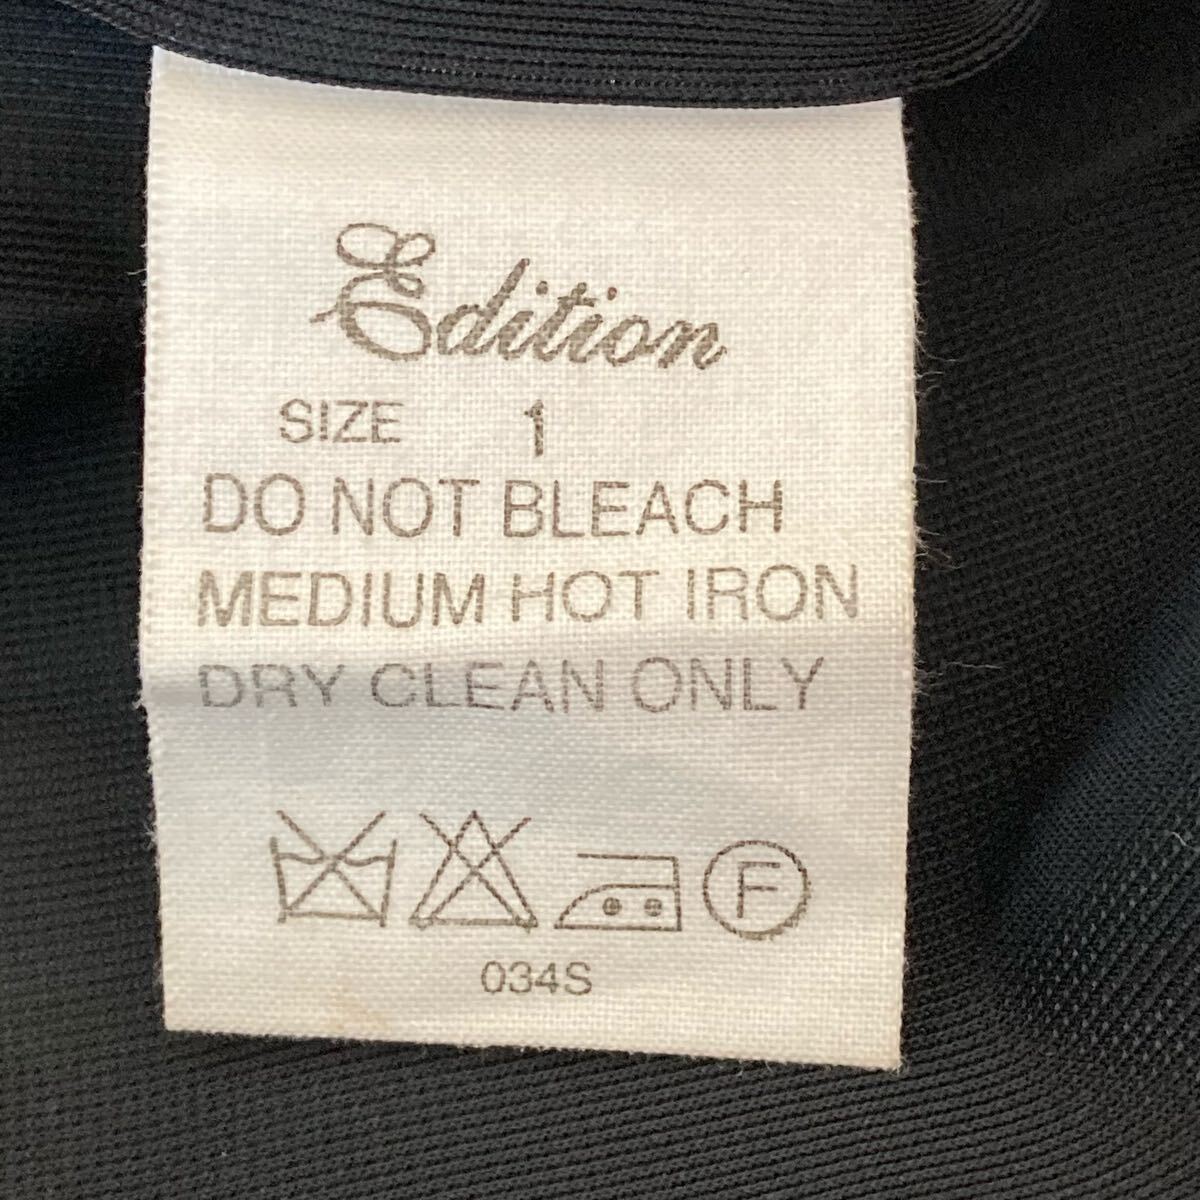 Edition
SIZE 1
DO NOT BLEACH
MEDIUM HOT IRON
DRY CLEAN ONLY
F
034S